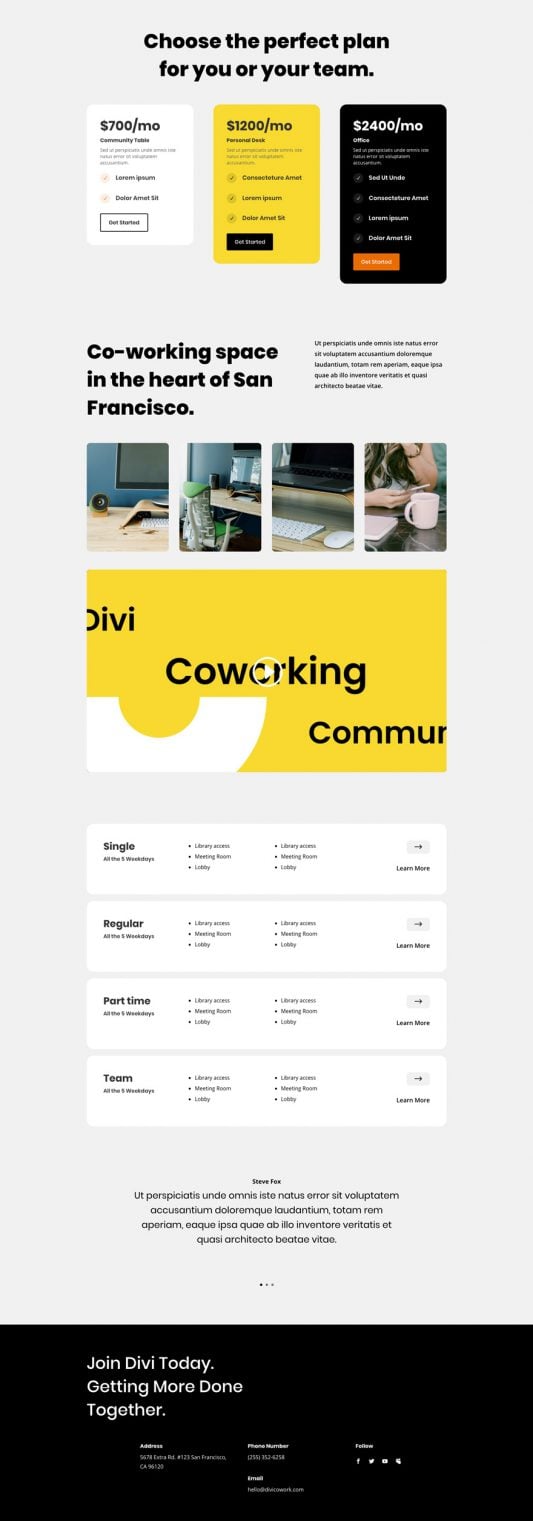 Choose the perfect plan
for you or your team.
$700/mo
Community Table
Sed ut perspiciatis unde omnis iste
natus error sit voluptatem
accusantium.
Lorem ipsum
Dolor Amet Sit
Get Started
$1200/mo
Personal Desk
Sed ut perspiciatis unde omnis iste
natus error sit voluptatem
accusantium.
Consecteture Amet
Lorem ipsum
Dolor Amet Sit
Get Started
$2400/mo
Office
Sed ut perspiciatis unde omnis iste
natus error sit voluptatem
accusantium.
Sed Ut Unde
Consecteture Amet
Lorem ipsum
Dolor Amet Sit
Get Started
Co-working space
in the heart of San
Francisco.
Ut perspiciatis unde omnis iste natus error
sit voluptatem accusantium doloremque
laudantium, totam rem aperiam, eaque ipsa
quae ab illo inventore veritatis et quasi
architecto beatae vitae.
Divi
Coworking
Commun
Single
All the 5 Weekdays
Library access
Meeting Room
Lobby
Library access
Meeting Room
Lobby
Learn More
Regular
All the 5 Weekdays
Library access
Meeting Room
Lobby
Library access
Meeting Room
Lobby
Learn More
Part time
All the 5 Weekdays
Library access
Meeting Room
Lobby
Library access
Meeting Room
Lobby
Learn More
Team
All the 5 Weekdays
Library access
Meeting Room
Lobby
Library access
Meeting Room
Lobby
Learn More
Steve Fox
Ut perspiciatis unde omnis iste natus error sit voluptatem
accusantium doloremque laudantium, totam rem
aperiam, eaque ipsa quae ab illo inventore veritatis et
quasi architecto beatae vitae.
Join Divi Today.
Getting More Done
Together.
Address
5678 Extra Rd. #123 San Francisco,
CA 96120
Phone Number
(255) 352-6258
Email
hello@divicowork.com
Follow